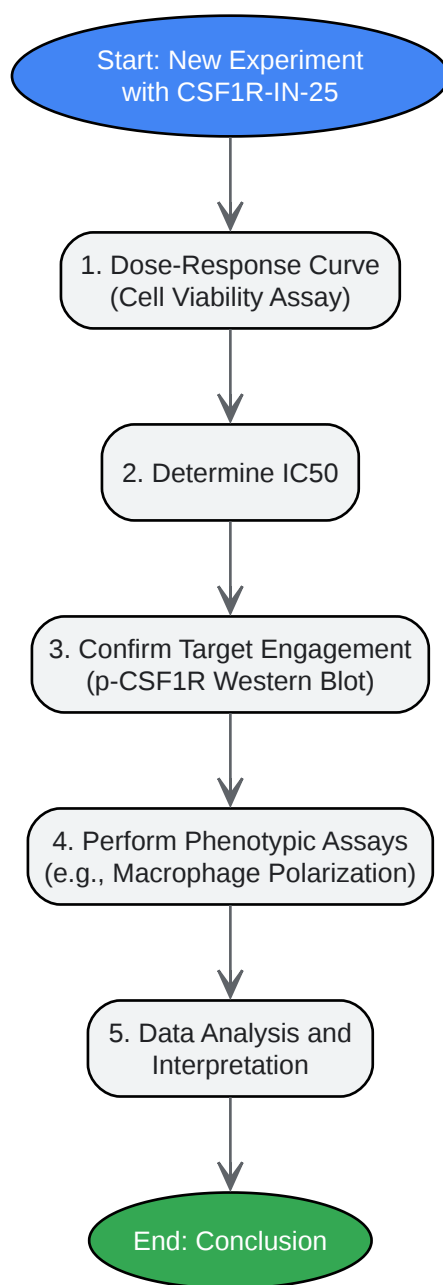 Start: New Experiment
with CSF1R-IN-25
1. Dose-Response Curve
(Cell Viability Assay)
2. Determine IC50
3. Confirm Target Engagement
(p-CSF1R Western Blot)
4. Perform Phenotypic Assays
(e.g., Macrophage Polarization)
5. Data Analysis and
Interpretation
End: Conclusion